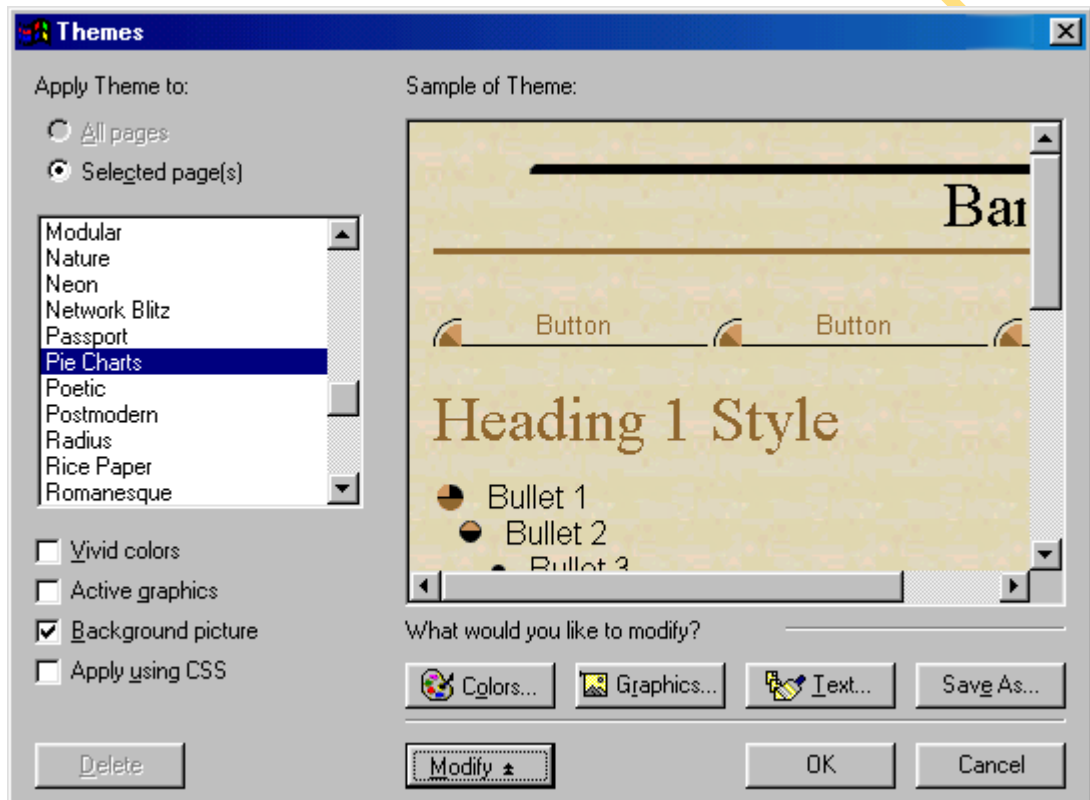 Themes
Apply Theme to:
All pages
Selected page(s)
Modular
Nature
Neon
Network Blitz
Passport
Pie Charts
Poetic
Postmodern
Radius
Rice Paper
Romanesque
Vivid colors
Active graphics
Background picture
Apply using CSS
Delete
Sample of Theme:
Ban
Button Button
Heading 1 Style
Bullet 1
Bullet 2
Bullet 3
What would you like to modify?
Colors... Graphics... Text... Save As...
Modify OK Cancel